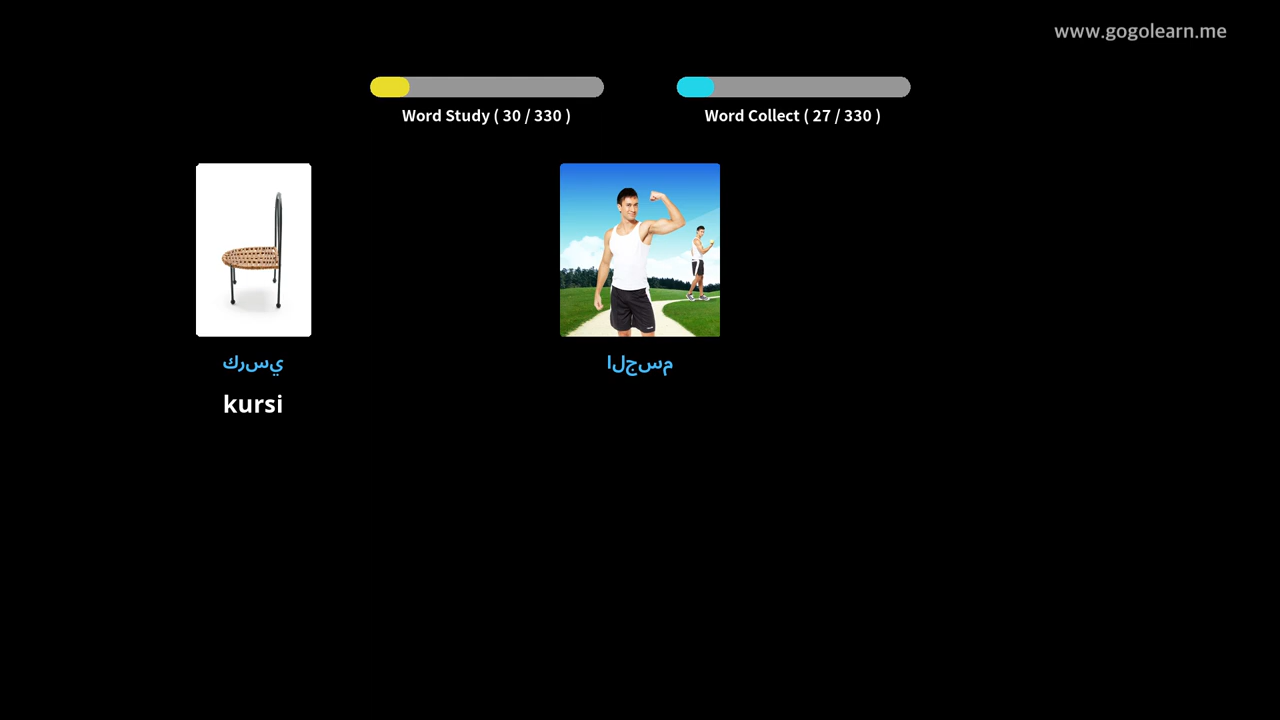 www.gogolearn.me
Word Study ( 30 / 330 )
Word Collect ( 27 / 330 )
كرسي
kursi
الجسم